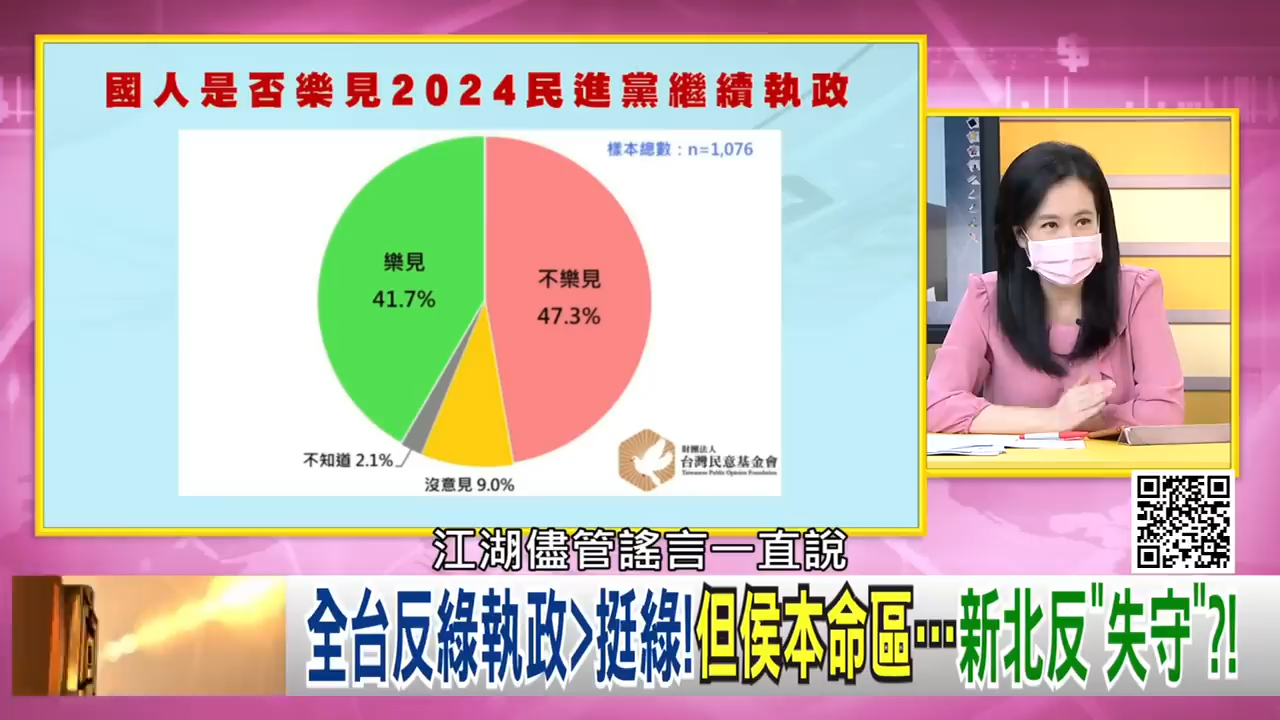 國人是否樂見2024民進黨繼續執政
樣本總數：n=1,076
樂見
41.7%
不樂見
47.3%
不知道 2.1%
沒意見 9.0%
財團法人
台灣民意基金會
Taiwanese Public Opinion Foundation
江湖儘管謠言一直說
全台反綠執政>挺綠!但侯本命區…新北反"失守"?!